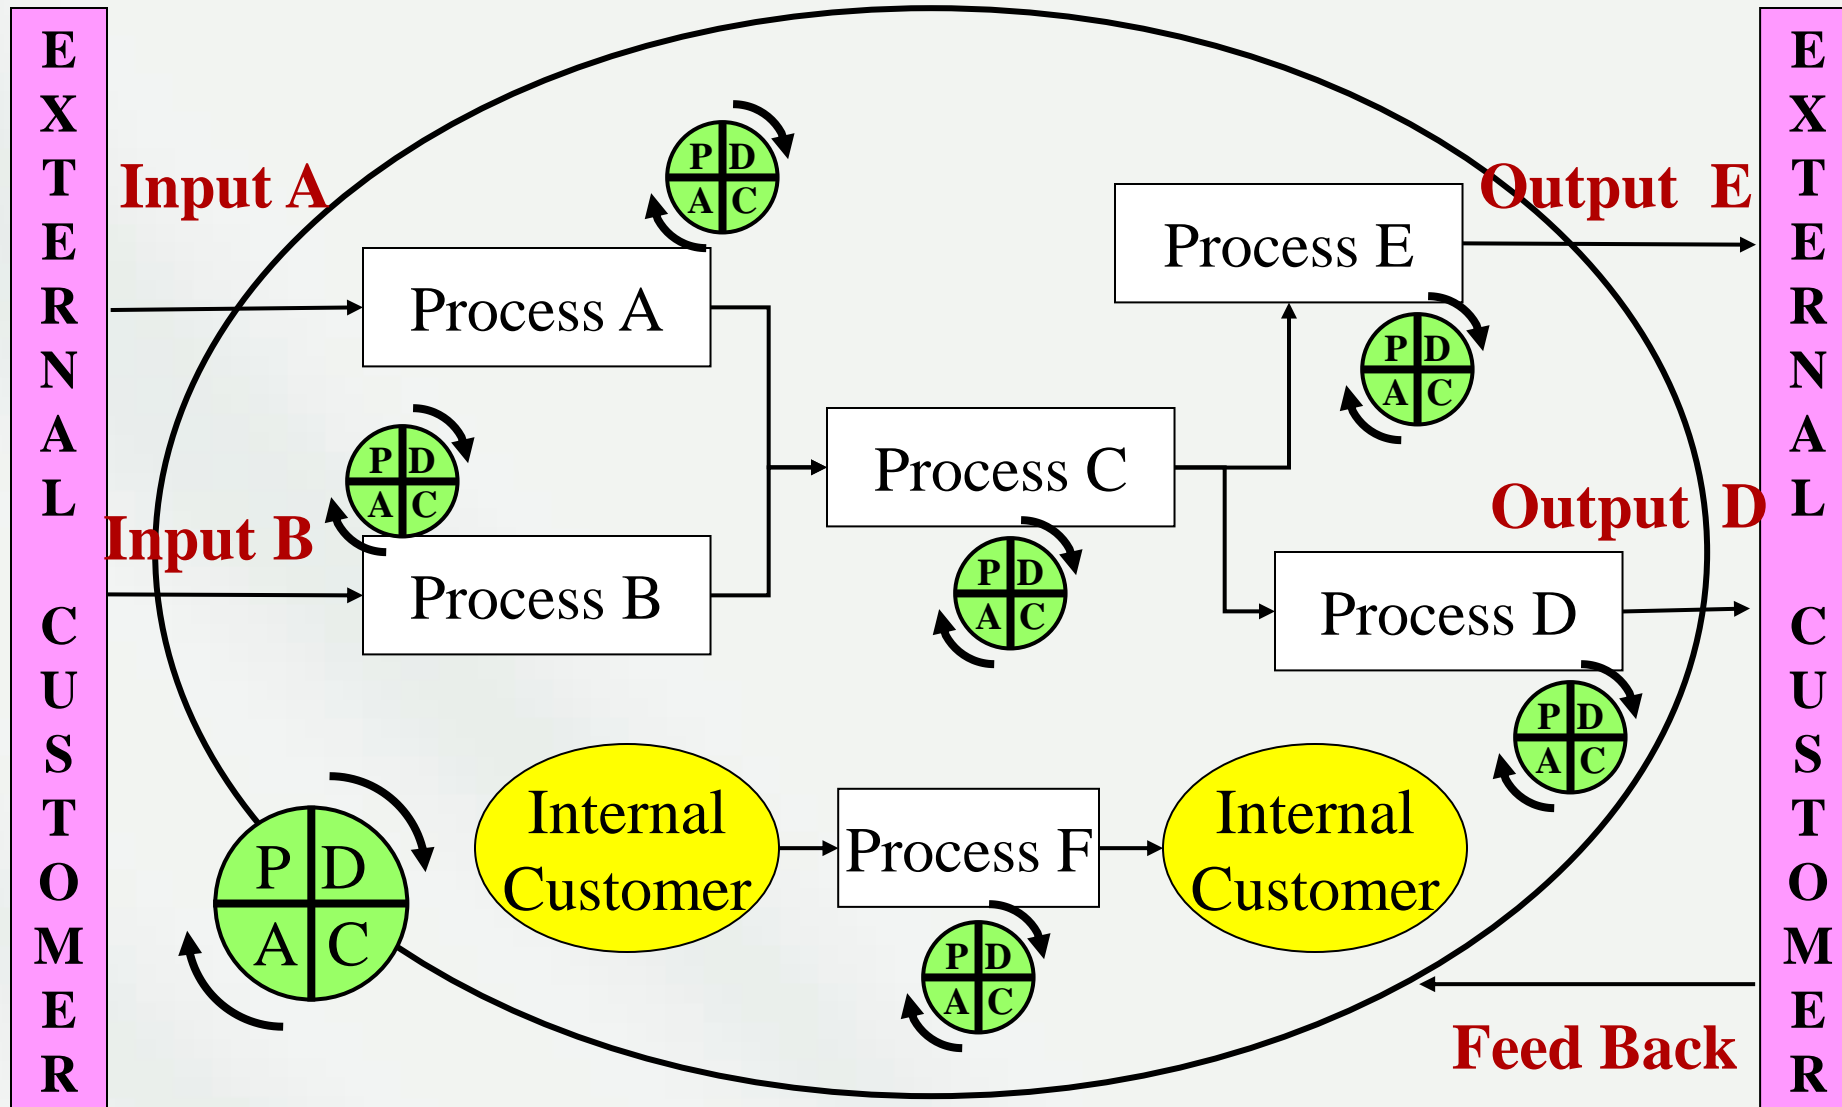 EXTERNAL CUSTOMER
Input A
P D
A C
Process A
Process E
Output E
P D
A C
P D
A C
Process C
Input B
Process B
Output D
P D
A C
Process D
P D
A C
Internal
Customer
Process F
Internal
Customer
P D
A C
P D
A C
Feed Back
EXTERNAL CUSTOMER